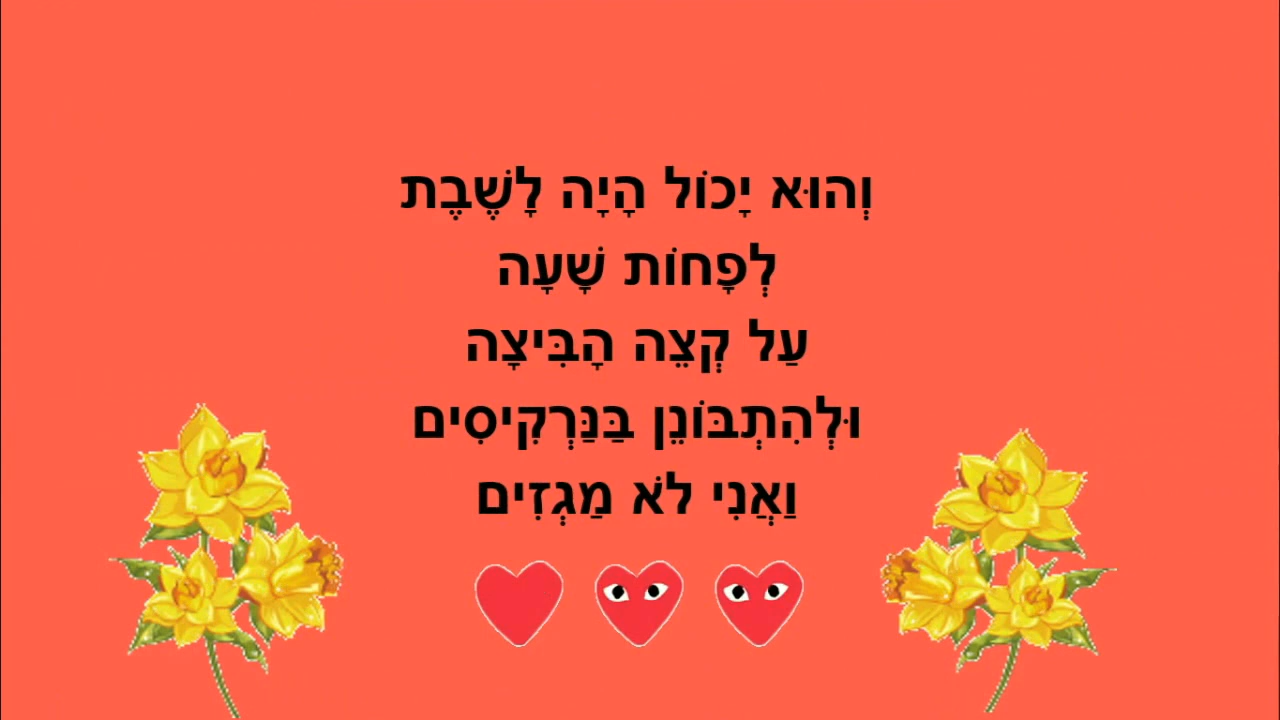 וְהוּא יָכוֹל הָיָה לָשֶׁבֶת
לְפָחוֹת שָׁעָה
עַל קְצֵה הָבִּיצָה
וּלְהִתְבּוֹנֵן בַּנַּרְקִיסִים
וַאֲנִי לֹא מַגְזִים